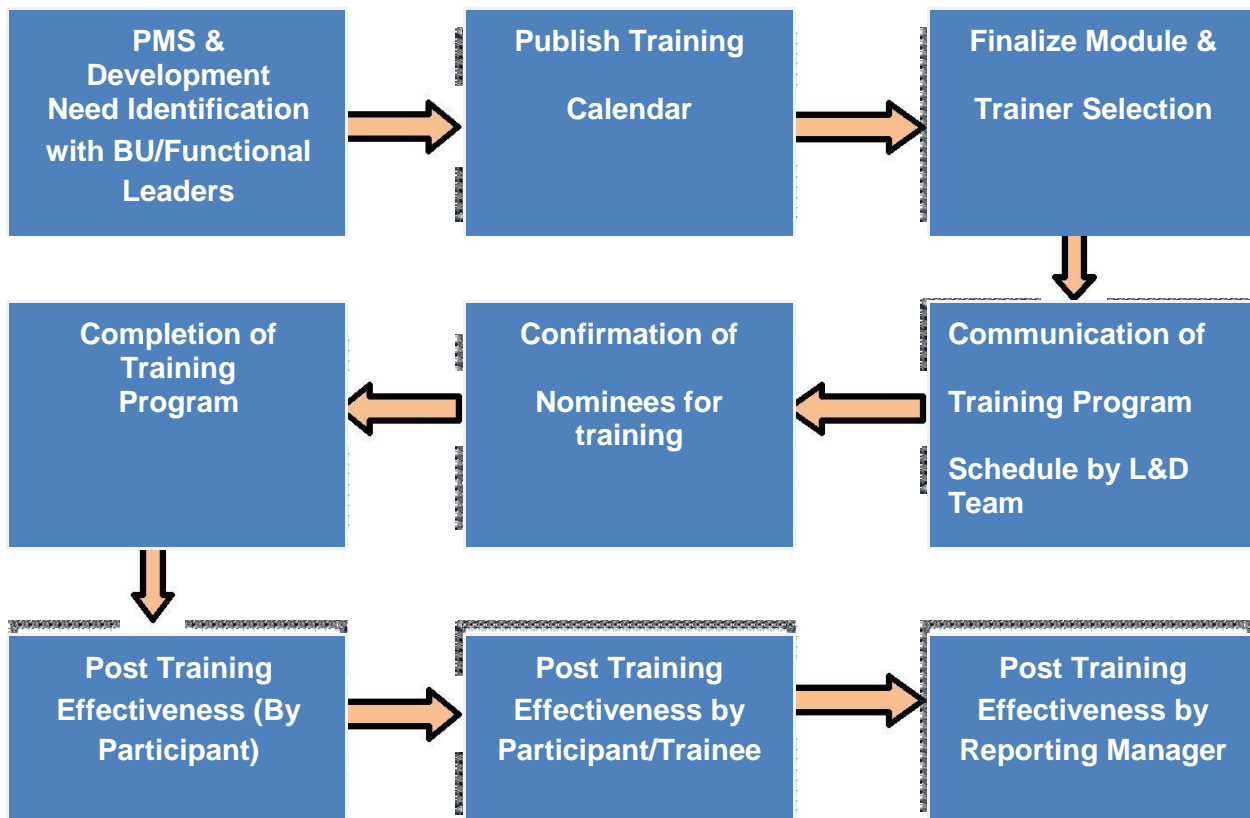 PMS &
Development
Need Identification
with BU/Functional
Leaders
Publish Training
Calendar
Finalize Module &
Trainer Selection
Communication of
Training Program
Schedule by L&D
Team
Confirmation of
Nominees for
training
Completion of
Training
Program
Post Training
Effectiveness (By
Participant)
Post Training
Effectiveness by
Participant/Trainee
Post Training
Effectiveness by
Reporting Manager